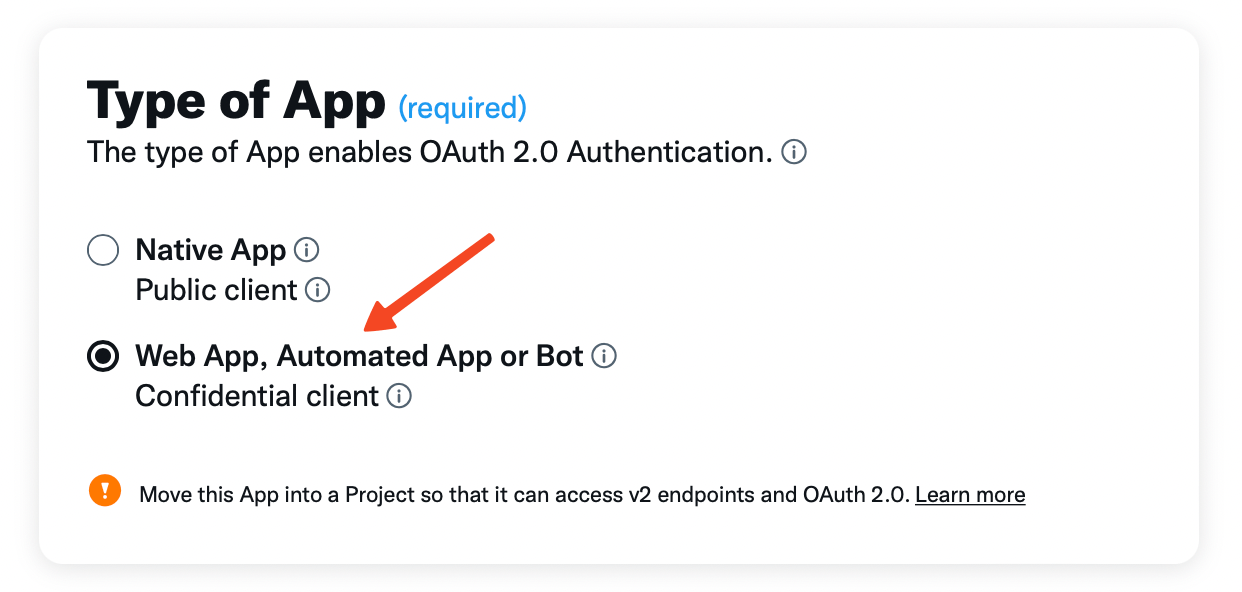 Type of App (required)
The type of App enables OAuth 2.0 Authentication.
Native App
Public client
Web App, Automated App or Bot
Confidential client
Move this App into a Project so that it can access v2 endpoints and OAuth 2.0. Learn more